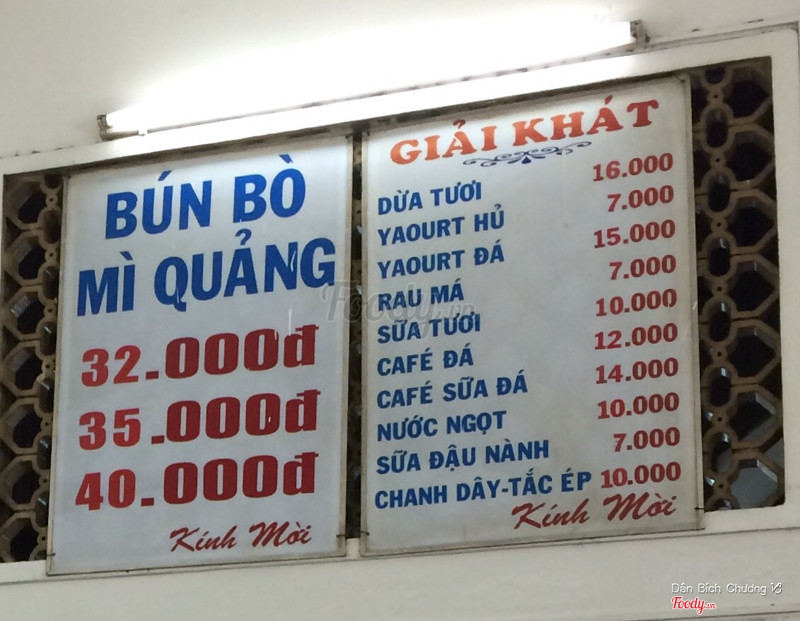 BÚN BÒ
MÌ QUẢNG
32.000đ
35.000đ
40.000đ
Kính Mời
GIẢI KHÁT
DỪA TƯƠI 16.000
YAOURT HỦ 7.000
YAOURT ĐÁ 15.000
RAU MÁ 7.000
SỮA TƯƠI 10.000
CAFÉ ĐÁ 12.000
CAFÉ SỮA ĐÁ 14.000
NƯỚC NGỌT 10.000
SỮA ĐẬU NÀNH 7.000
CHANH DÂY-TẮC ÉP 10.000
Kính Mời
Foody.vn
Dân Bích Chương
Foody.vn